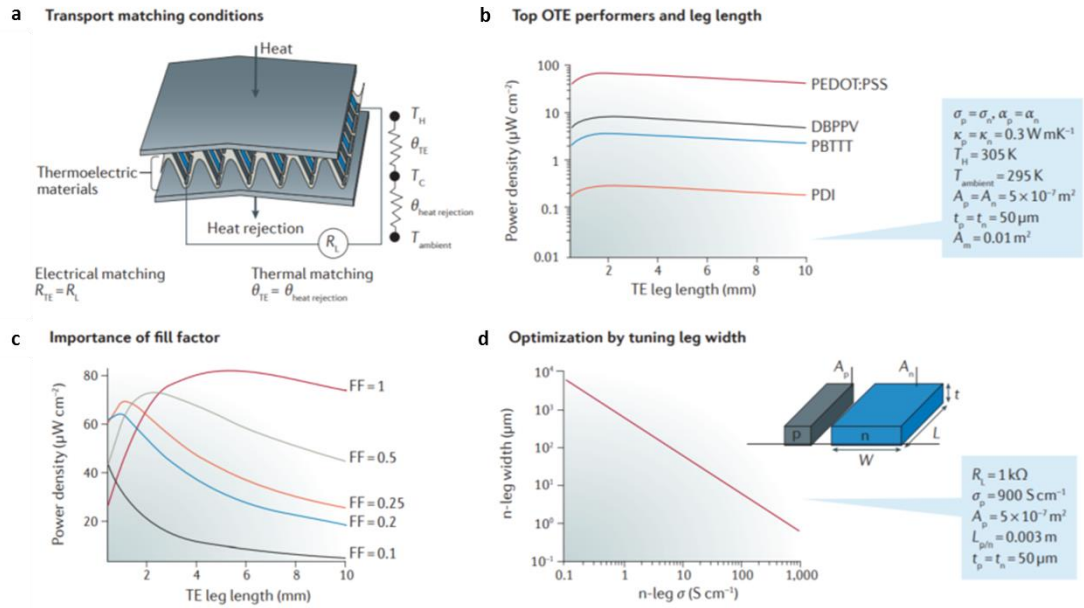 a Transport matching conditions
Heat
Thermoelectric
materials
Heat rejection
R_L
T_H
θ_TE
T_C
θ_heat rejection
T_ambient
Electrical matching
R_TE = R_L
Thermal matching
θ_TE = θ_heat rejection
b Top OTE performers and leg length
Power density (μW cm⁻²)
100
10
1
0.1
0.01
2 4 6 8 10
TE leg length (mm)
PEDOT:PSS
DBPPV
PBTTT
PDI
σ_p = σ_n, α_p = α_n
κ_p = κ_n = 0.3 W mK⁻¹
T_H = 305 K
T_ambient = 295 K
A_p = A_n = 5 × 10⁻⁷ m²
t_p = t_n = 50 μm
A_m = 0.01 m²
c Importance of fill factor
Power density (μW cm⁻²)
80
60
40
20
2 4 6 8 10
TE leg length (mm)
FF = 1
FF = 0.5
FF = 0.25
FF = 0.2
FF = 0.1
d Optimization by tuning leg width
n-leg width (μm)
10⁴
10³
10²
10¹
10⁰
10⁻¹
0.1 1 10 100 1,000
n-leg σ (S cm⁻¹)
A_p
A_n
t
p
n
L
W
R_L = 1 kΩ
σ_p = 900 S cm⁻¹
A_p = 5 × 10⁻⁷ m²
L_p/n = 0.003 m
t_p = t_n = 50 μm